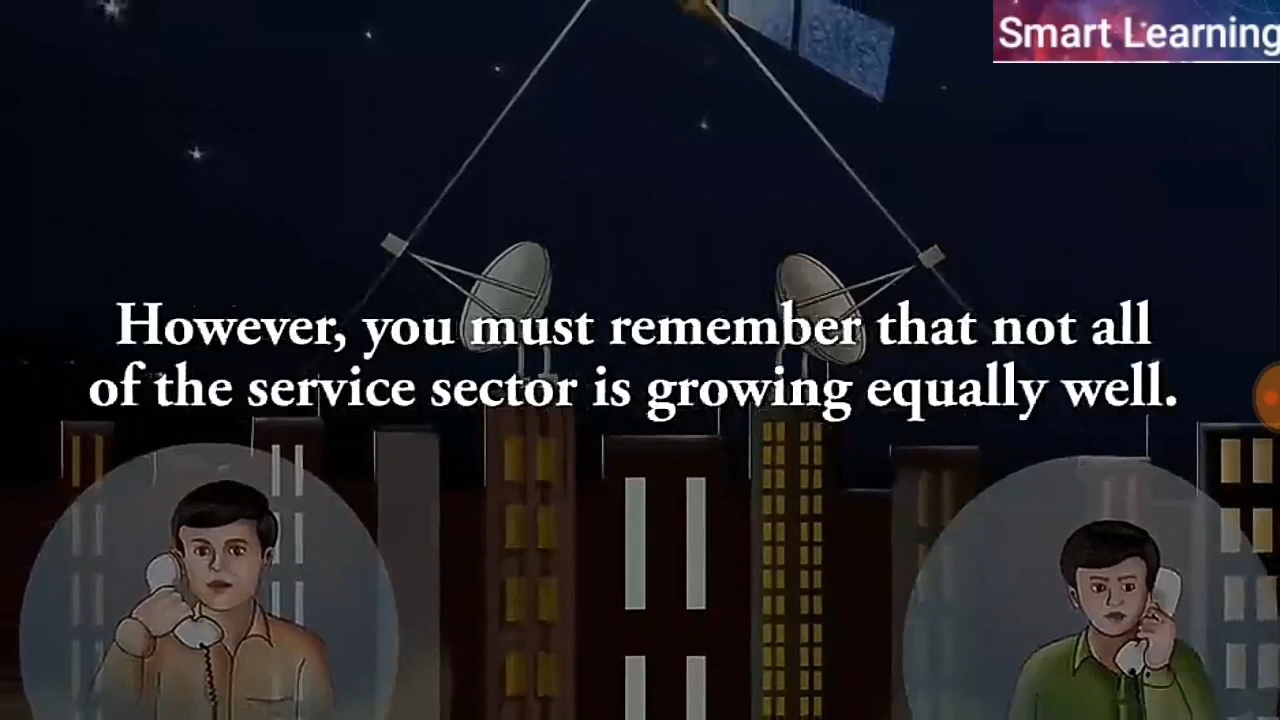 Smart Learning
However, you must remember that not all
of the service sector is growing equally well.